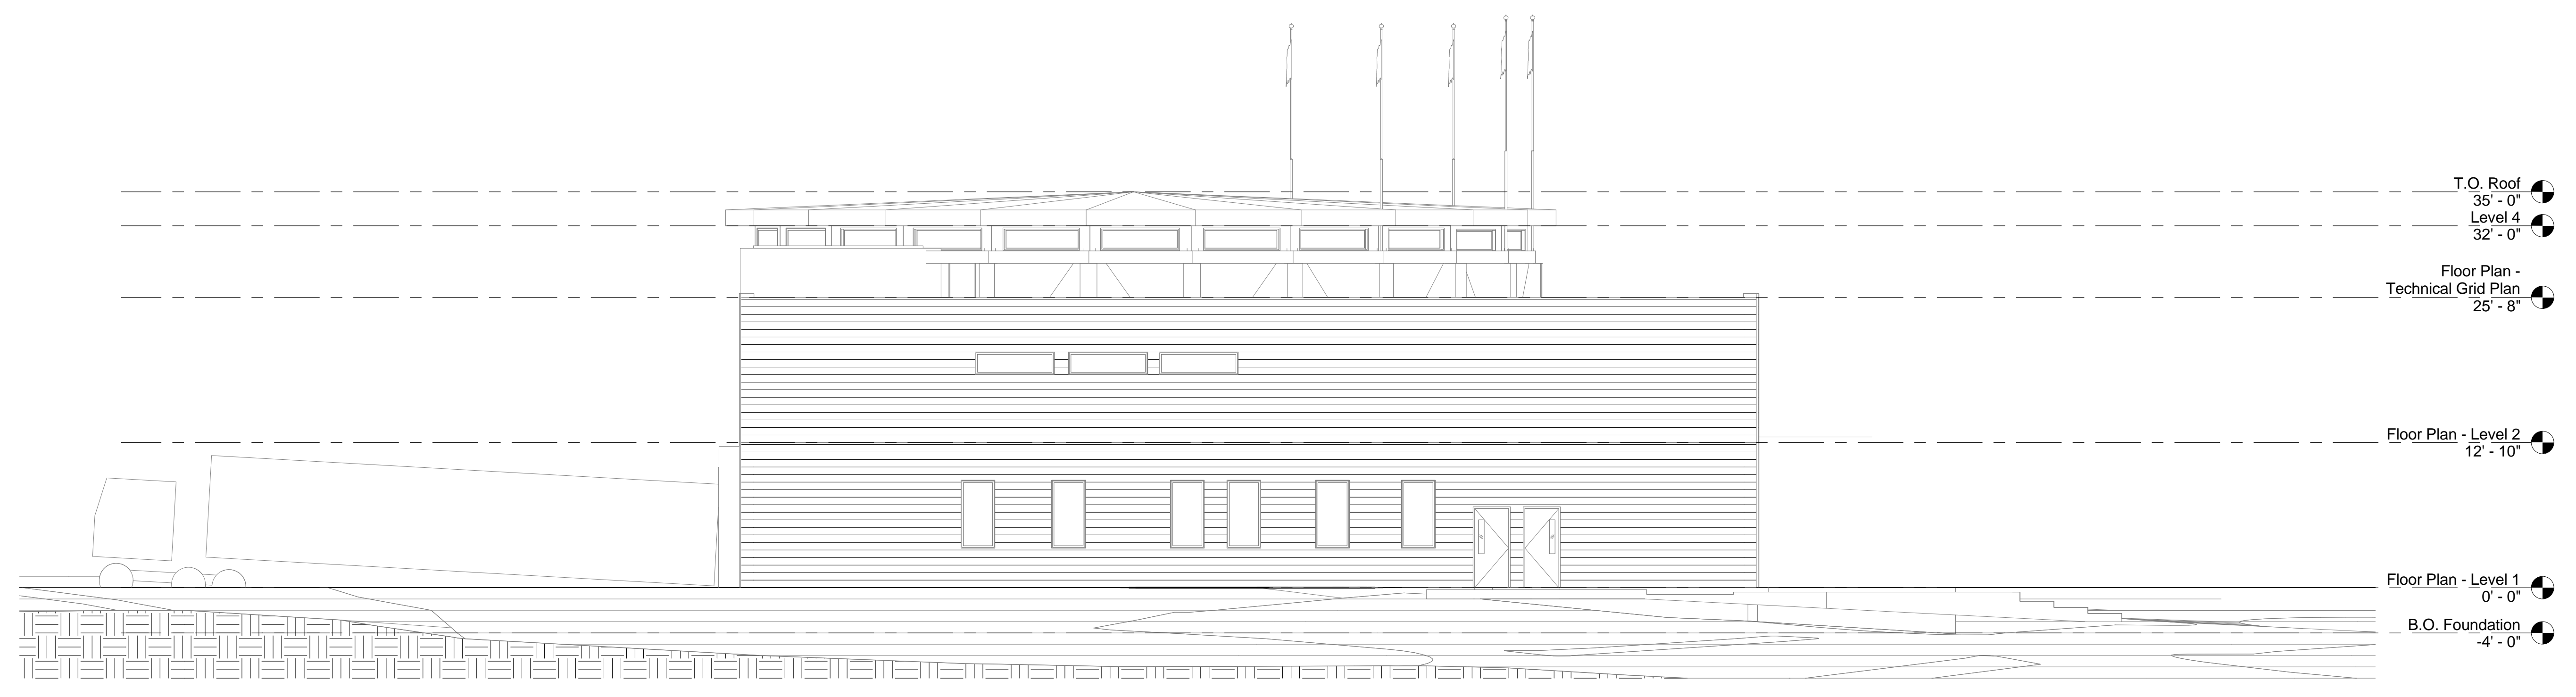 T.O. Roof
35' - 0"
Level 4
32' - 0"
Floor Plan -
Technical Grid Plan
25' - 8"
Floor Plan - Level 2
12' - 10"
Floor Plan - Level 1
0' - 0"
B.O. Foundation
-4' - 0"